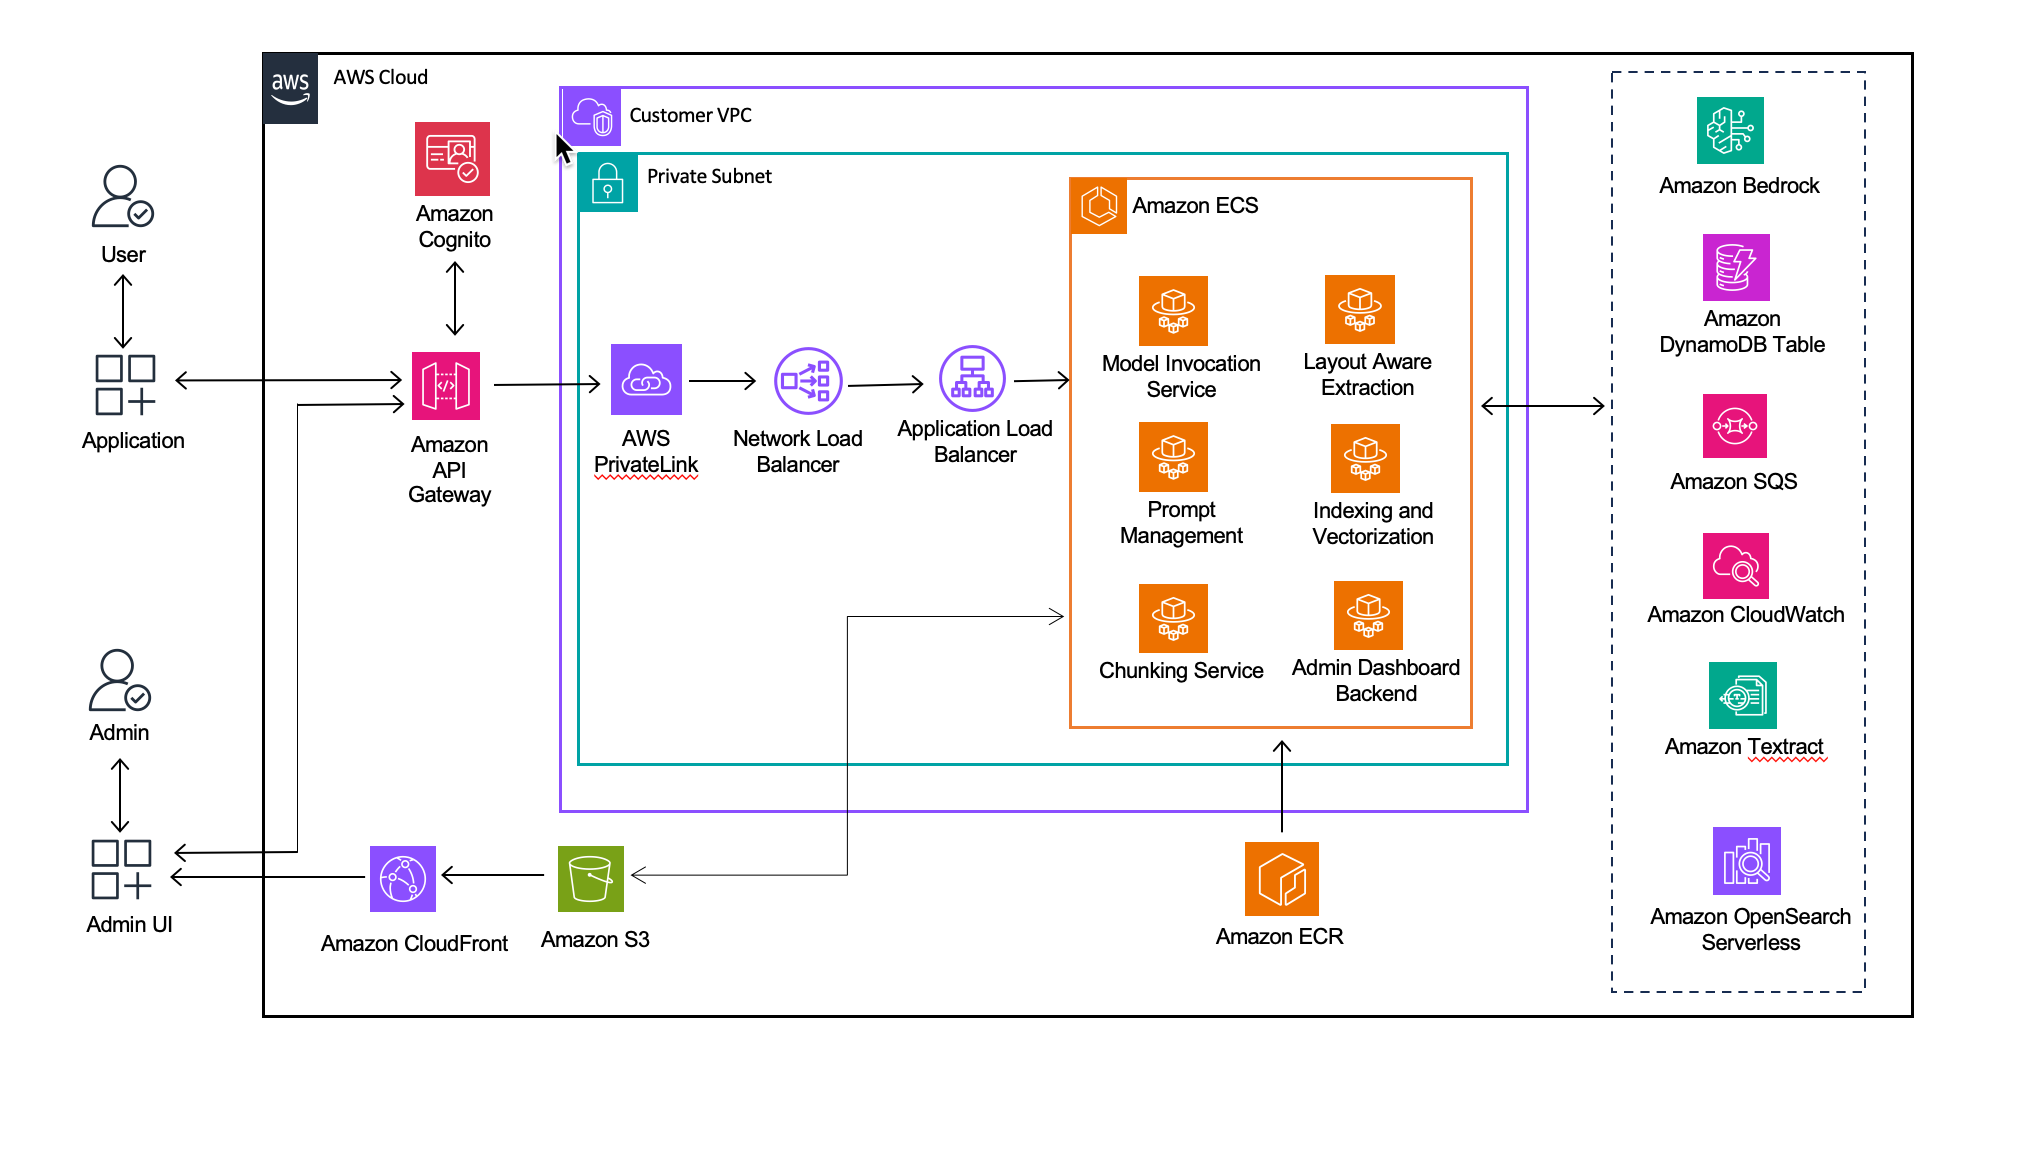 aws
AWS Cloud
Customer VPC
Private Subnet
Amazon ECS
Amazon
Cognito
User
Application
Amazon
API
Gateway
AWS
PrivateLink
Network Load
Balancer
Application Load
Balancer
Model Invocation
Service
Layout Aware
Extraction
Prompt
Management
Indexing and
Vectorization
Chunking Service
Admin Dashboard
Backend
Amazon Bedrock
Amazon
DynamoDB Table
Amazon SQS
Amazon CloudWatch
Amazon Textract
Amazon OpenSearch
Serverless
Admin
Admin UI
Amazon CloudFront
Amazon S3
Amazon ECR